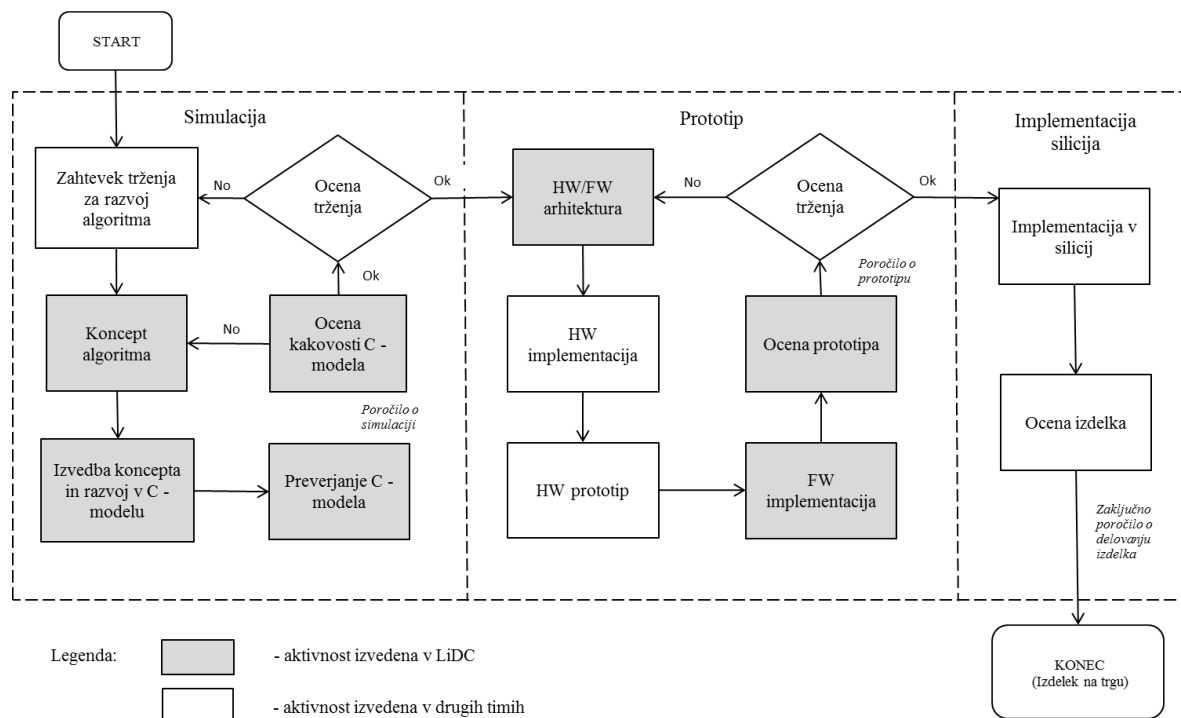 START
Simulacija
Zahtevek trženja
za razvoj
algoritma
No
Ocena
trženja
Ok
Ok
Koncept
algoritma
No
Ocena
kakovosti C -
modela
Poročilo o
simulaciji
Izvedba koncepta
in razvoj v C -
modelu
Preverjanje C -
modela
Prototip
HW/FW
arhitektura
No
Ocena
trženja
Ok
Poročilo o
prototipu
HW
implementacija
Ocena prototipa
HW prototip
FW
implementacija
Implementacija
silicija
Implementacija v
silicij
Ocena izdelka
Zaključno
poročilo o
delovanju
izdelka
KONEC
(Izdelek na trgu)
Legenda:
- aktivnost izvedena v LiDC
- aktivnost izvedena v drugih timih